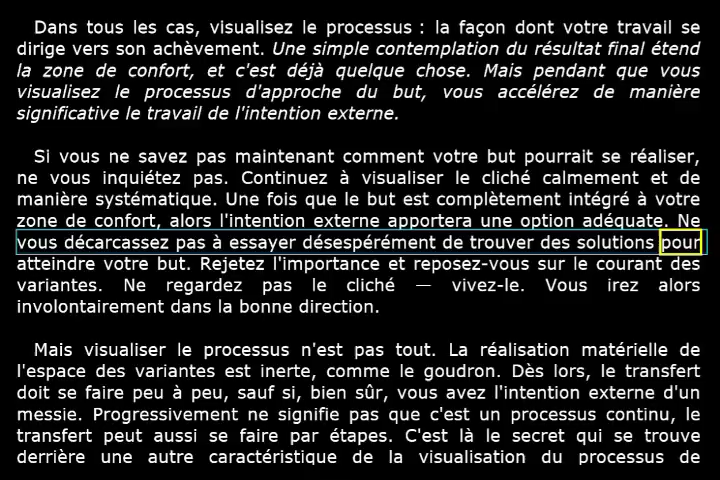 Dans tous les cas, visualisez le processus : la façon dont votre travail se
dirige vers son achèvement. Une simple contemplation du résultat final étend
la zone de confort, et c'est déjà quelque chose. Mais pendant que vous
visualisez le processus d'approche du but, vous accélérez de manière
significative le travail de l'intention externe.
Si vous ne savez pas maintenant comment votre but pourrait se réaliser,
ne vous inquiétez pas. Continuez à visualiser le cliché calmement et de
manière systématique. Une fois que le but est complètement intégré à votre
zone de confort, alors l'intention externe apportera une option adéquate. Ne
vous décarcassez pas à essayer désespérément de trouver des solutions pour
atteindre votre but. Rejetez l'importance et reposez-vous sur le courant des
variantes. Ne regardez pas le cliché — vivez-le. Vous irez alors
involontairement dans la bonne direction.
Mais visualiser le processus n'est pas tout. La réalisation matérielle de
l'espace des variantes est inerte, comme le goudron. Dès lors, le transfert
doit se faire peu à peu, sauf si, bien sûr, vous avez l'intention externe d'un
messie. Progressivement ne signifie pas que c'est un processus continu, le
transfert peut aussi se faire par étapes. C'est là le secret qui se trouve
derrière une autre caractéristique de la visualisation du processus de